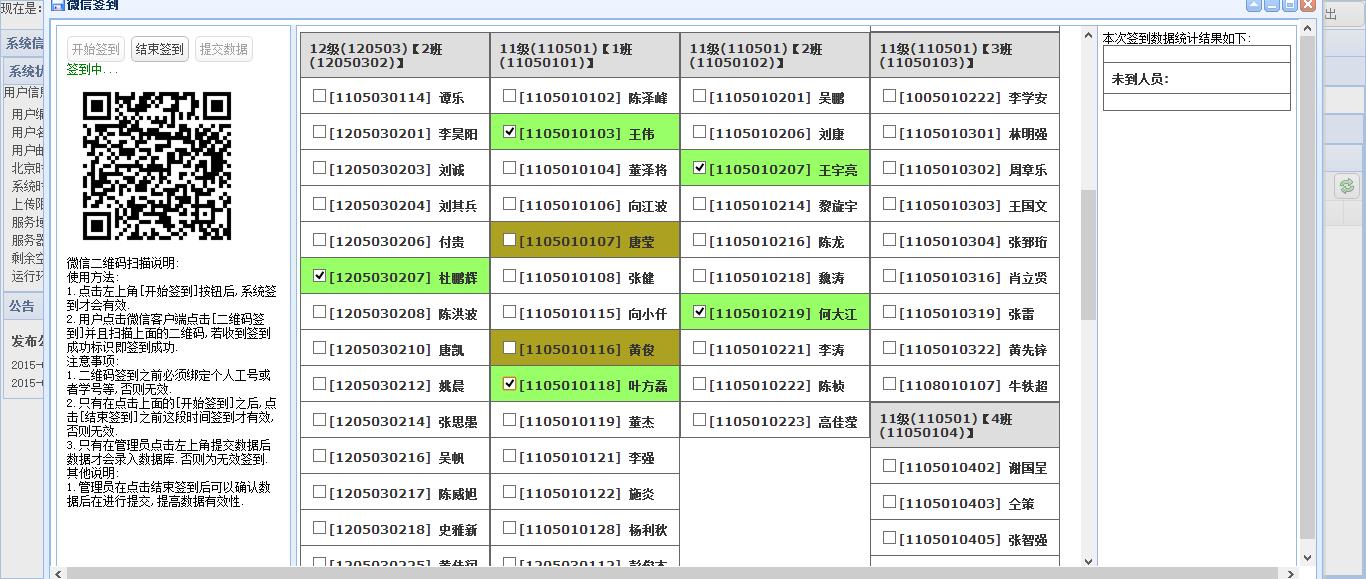 现在是:
微信签到
出
系统信
系统状
用户信息
用户编
用户名
用户邮
北京时
系统时
上传限
服务域
服务器
剩余空
运行环
公告
发布公
2015-
2015-
开始签到 结束签到 提交数据
签到中...
微信二维码扫描说明:
使用方法:
1.点击左上角[开始签到]按钮后,系统签
到才会有效.
2.用户点击微信客户端点击[二维码签
到]并且扫描上面的二维码,若收到签到
成功标识即签到成功.
注意事项:
1.二维码签到之前必须绑定个人工号或
者学号等,否则无效.
2.只有在点击上面的[开始签到]之后,点
击[结束签到]之前这段时间签到才有效,
否则无效.
3.只有在管理员点击左上角提交数据后
数据才会录入数据库.否则为无效签到.
其他说明:
1.管理员在点击结束签到后可以确认数
据后在进行提交,提高数据有效性.
12级(120503)【2班
(12050302)】
[1105030114] 谭乐
[1205030201] 李昊阳
[1205030203] 刘诚
[1205030204] 刘其兵
[1205030206] 付贵
[1205030207] 杜鹏辉
[1205030208] 陈洪波
[1205030210] 唐凯
[1205030212] 姚晨
[1205030214] 张思墨
[1205030216] 吴帆
[1205030217] 陈威旭
[1205030218] 史雅新
11级(110501)【1班
(11050101)】
[1105010102] 陈泽峰
[1105010103] 王伟
[1105010104] 董泽将
[1105010106] 向江波
[1105010107] 唐莹
[1105010108] 张健
[1105010115] 向小仟
[1105010116] 黄俊
[1105010118] 叶方磊
[1105010119] 董杰
[1105010121] 李强
[1105010122] 施炎
[1105010128] 杨利秋
11级(110501)【2班
(11050102)】
[1105010201] 吴鹏
[1105010206] 刘康
[1105010207] 王宇亮
[1105010214] 黎旋宇
[1105010216] 陈龙
[1105010218] 魏涛
[1105010219] 何大江
[1105010221] 李涛
[1105010222] 陈桢
[1105010223] 高佳莹
11级(110501)【3班
(11050103)】
[1005010222] 李学安
[1105010301] 林明强
[1105010302] 周章乐
[1105010303] 王国文
[1105010304] 张郅珩
[1105010316] 肖立贤
[1105010319] 张雷
[1105010322] 黄先锋
[1108010107] 牛轶超
11级(110501)【4班
(11050104)】
[1105010402] 谢国呈
[1105010403] 仝策
[1105010405] 张智强
本次签到数据统计结果如下:
未到人员: